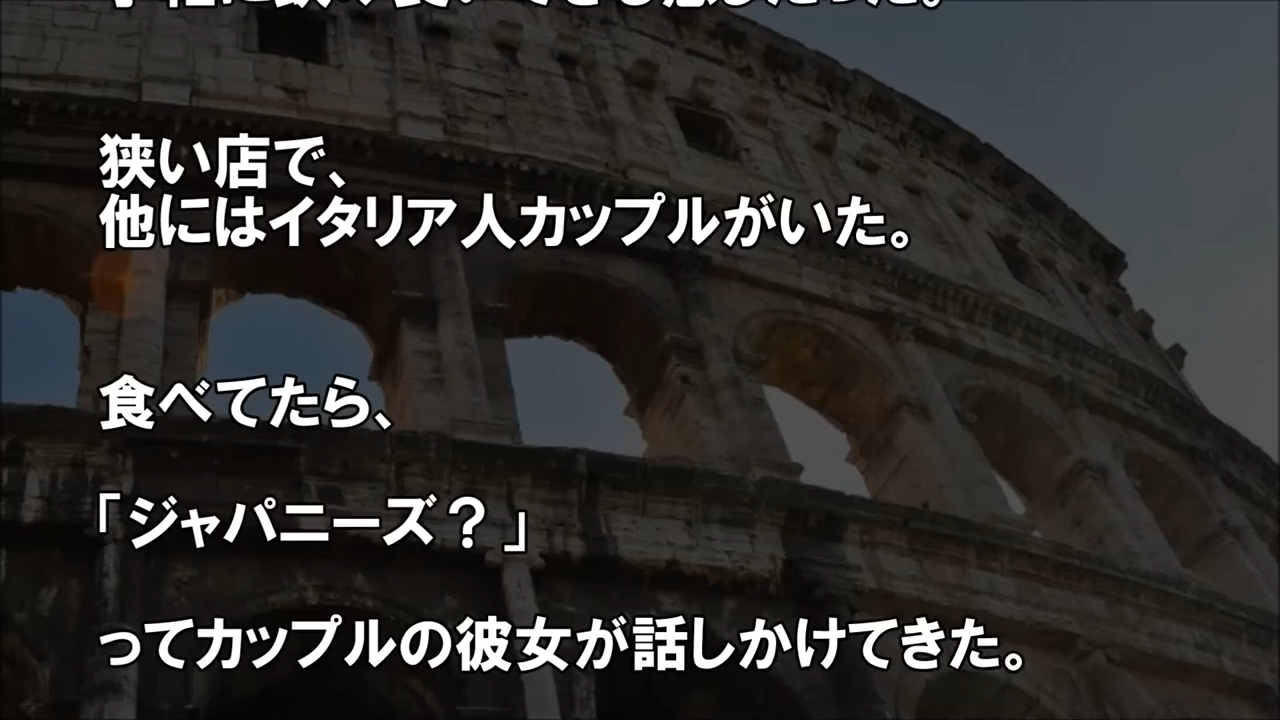 狭い店で、
他にはイタリア人カップルがいた。
食べてたら、
「ジャパニーズ？」
ってカップルの彼女が話しかけてきた。